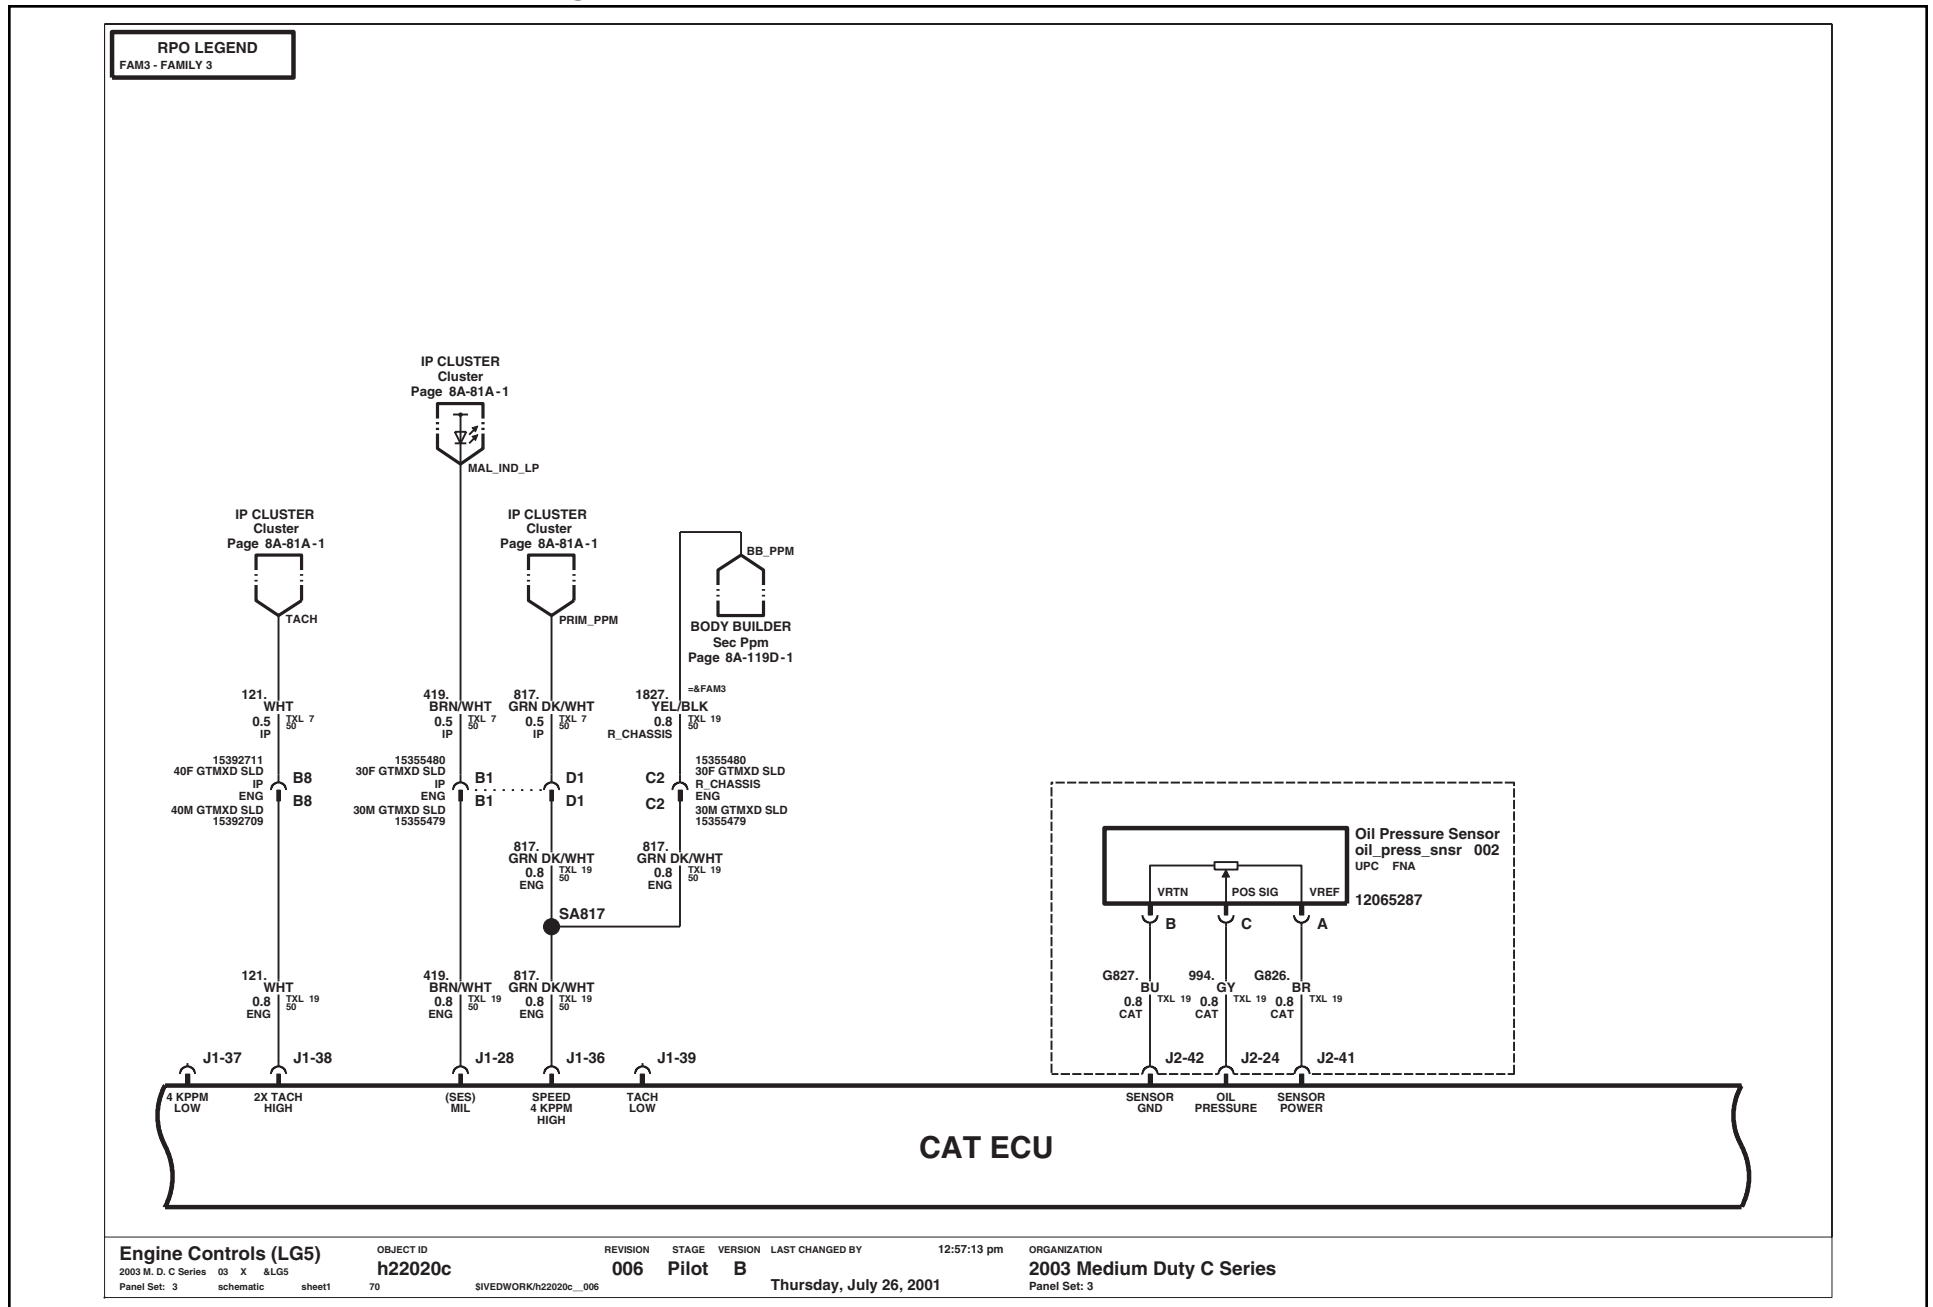 RPO LEGEND
FAM3 - FAMILY 3
IP CLUSTER
Cluster
Page 8A-81A-1
MAL_IND_LP
IP CLUSTER
Cluster
Page 8A-81A-1
TACH
IP CLUSTER
Cluster
Page 8A-81A-1
PRIM_PPM
BB_PPM
BODY BUILDER
Sec Ppm
Page 8A-119D-1
121.
WHT
0.5 TXL 7
50
IP
419.
BRN/WHT
0.5 TXL 7
50
IP
817.
GRN DK/WHT
0.5 TXL 7
50
IP
=&FAM3
1827.
YEL/BLK
0.8 TXL 19
50
R_CHASSIS
15392711
40F GTMXD SLD
IP
ENG
40M GTMXD SLD
15392709
B8
B8
15355480
30F GTMXD SLD
IP
ENG
30M GTMXD SLD
15355479
B1
B1
D1
D1
C2
C2
15355480
30F GTMXD SLD
R_CHASSIS
ENG
30M GTMXD SLD
15355479
817.
GRN DK/WHT
0.8 TXL 19
50
ENG
817.
GRN DK/WHT
0.8 TXL 19
50
ENG
SA817
Oil Pressure Sensor
oil_press_snsr 002
UPC FNA
12065287
VRTN POS SIG VREF
B C A
121.
WHT
0.8 TXL 19
50
ENG
419.
BRN/WHT
0.8 TXL 19
50
ENG
817.
GRN DK/WHT
0.8 TXL 19
50
ENG
G827.
BU
0.8 TXL 19
CAT
994.
GY
0.8 TXL 19
CAT
G826.
BR
0.8 TXL 19
CAT
J1-37 J1-38 J1-28 J1-36 J1-39 J2-42 J2-24 J2-41
4 KPPM
LOW
2X TACH
HIGH
(SES)
MIL
SPEED
4 KPPM
HIGH
TACH
LOW
SENSOR
GND
OIL
PRESSURE
SENSOR
POWER
CAT ECU
Engine Controls (LG5)
2003 M. D. C Series 03 X &LG5
Panel Set: 3 schematic sheet1 70
OBJECT ID
h22020c
$IVEDWORK/h22020c__006
REVISION
006
STAGE
Pilot
VERSION
B
LAST CHANGED BY 12:57:13 pm
Thursday, July 26, 2001
ORGANIZATION
2003 Medium Duty C Series
Panel Set: 3